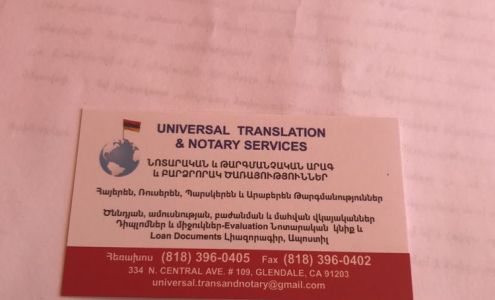 UNIVERSAL TRANSLATION
& NOTARY SERVICES
ՆՈՏԱՐԱԿԱՆ և ԹԱՐԳՄԱՆՉԱԿԱՆ ԱՐԱԳ
և ԲԱՐՁՐՈՐԱԿ ԾԱՌԱՅՈՒԹՅՈՒՆՆԵՐ
Հայերեն, Ռուսերեն, Պարսկերեն և Արաբերեն Թարգմանություններ
Ծննդյան, ամուսնության, բաժանման և մահվան վկայականներ
Դիպլոմներ և միջուկներ-Evaluation Նոտարական կնիք և
Loan Documents Լիազորագիր, Ապոստիլ
Հեռախոս (818) 396-0405 Fax (818) 396-0402
334 N. CENTRAL AVE. # 109, GLENDALE, CA 91203
universal.transandnotary@gmail.com